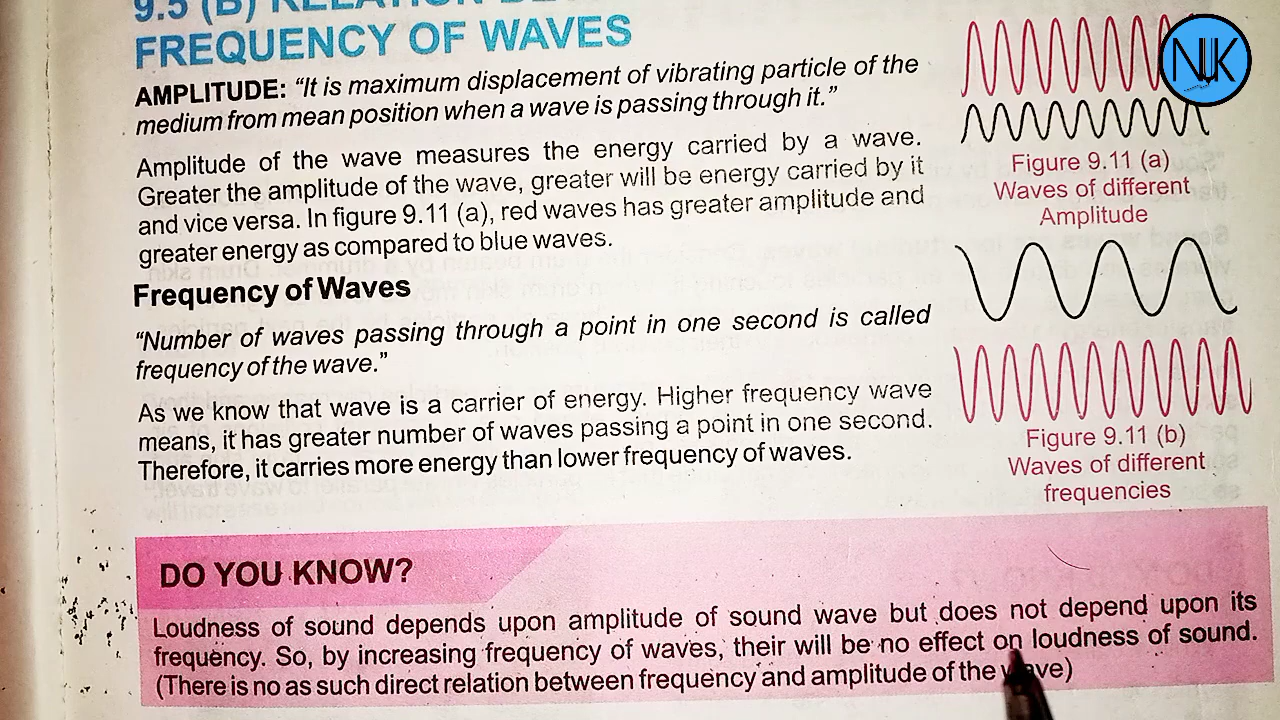 9.5 (B) RELATION
FREQUENCY OF WAVES
AMPLITUDE: “It is maximum displacement of vibrating particle of the
medium from mean position when a wave is passing through it.”
Amplitude of the wave measures the energy carried by a wave.
Greater the amplitude of the wave, greater will be energy carried by it
and vice versa. In figure 9.11 (a), red waves has greater amplitude and
greater energy as compared to blue waves.
Frequency of Waves
“Number of waves passing through a point in one second is called
frequency of the wave.”
As we know that wave is a carrier of energy. Higher frequency wave
means, it has greater number of waves passing a point in one second.
Therefore, it carries more energy than lower frequency of waves.
NJK
Figure 9.11 (a)
Waves of different
Amplitude
Figure 9.11 (b)
Waves of different
frequencies
DO YOU KNOW?
Loudness of sound depends upon amplitude of sound wave but does not depend upon its
frequency. So, by increasing frequency of waves, their will be no effect on loudness of sound.
(There is no as such direct relation between frequency and amplitude of the wave)